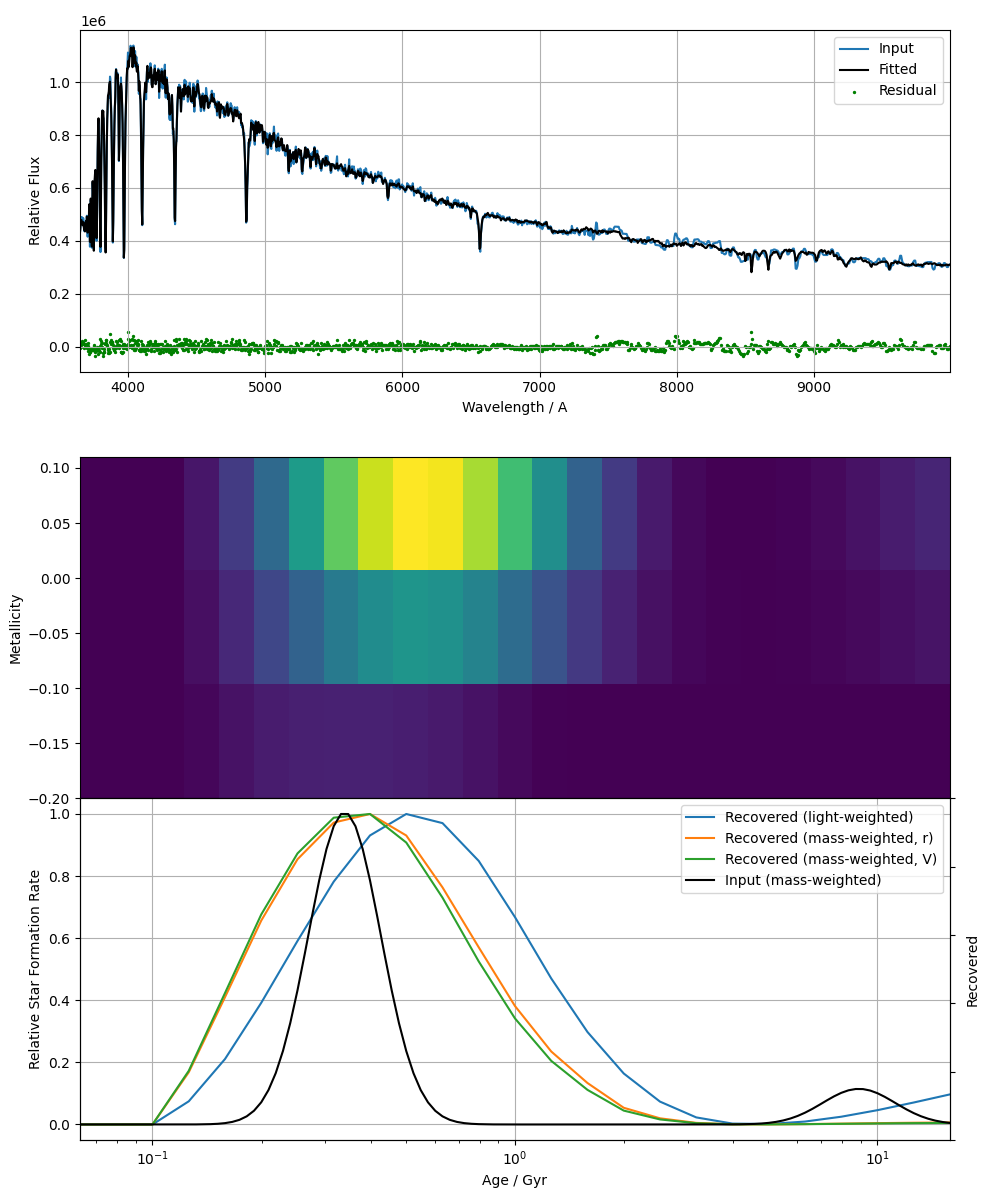 1e6
Relative Flux
1.0
0.8
0.6
0.4
0.2
0.0
Input
Fitted
Residual
4000 5000 6000 7000 8000 9000
Wavelength / A
Metallicity
0.10
0.05
0.00
−0.05
−0.10
−0.15
−0.20
Relative Star Formation Rate
1.0
0.8
0.6
0.4
0.2
0.0
Recovered (light-weighted)
Recovered (mass-weighted, r)
Recovered (mass-weighted, V)
Input (mass-weighted)
Recovered
10⁻¹ 10⁰ 10¹
Age / Gyr